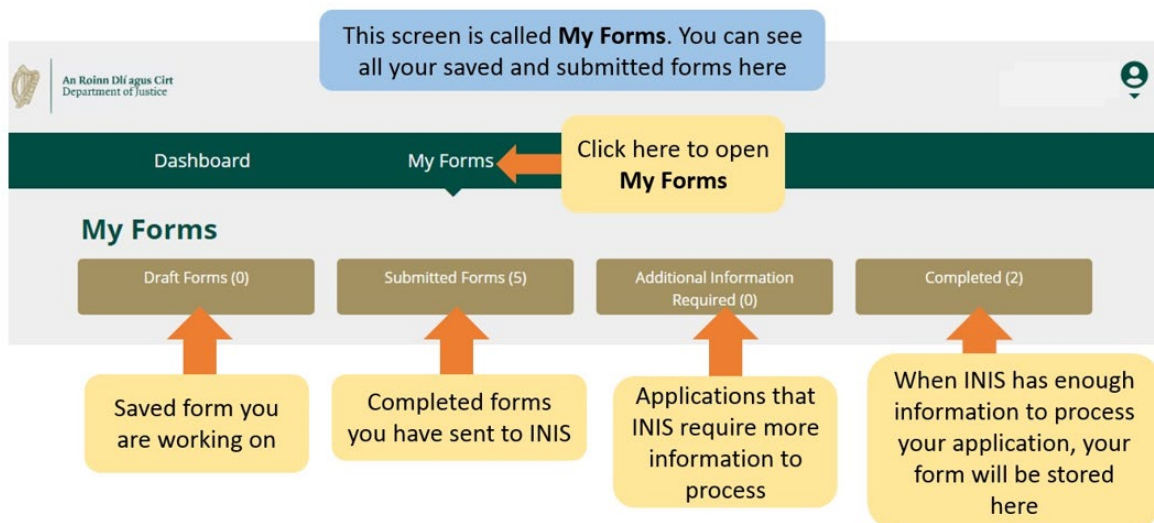 This screen is called My Forms. You can see
all your saved and submitted forms here
An Roinn Dlí agus Cirt
Department of Justice
Dashboard
My Forms
Click here to open
My Forms
My Forms
Draft Forms (0)
Submitted Forms (5)
Additional Information
Required (0)
Completed (2)
Saved form you
are working on
Completed forms
you have sent to INIS
Applications that
INIS require more
information to
process
When INIS has enough
information to process
your application, your
form will be stored
here